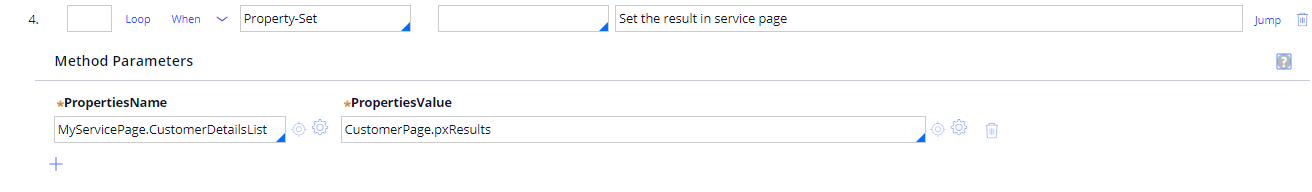 4. Loop When Property-Set Set the result in service page Jump
Method Parameters ?
*PropertiesName *PropertiesValue
MyServicePage.CustomerDetailsList CustomerPage.pxResults
+